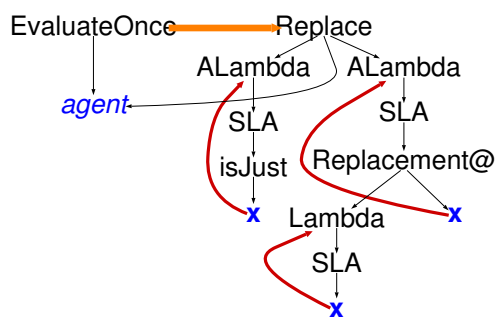 EvaluateOnce Replace
ALambda ALambda
agent
SLA SLA
isJust Replacement@
x Lambda x
SLA
x